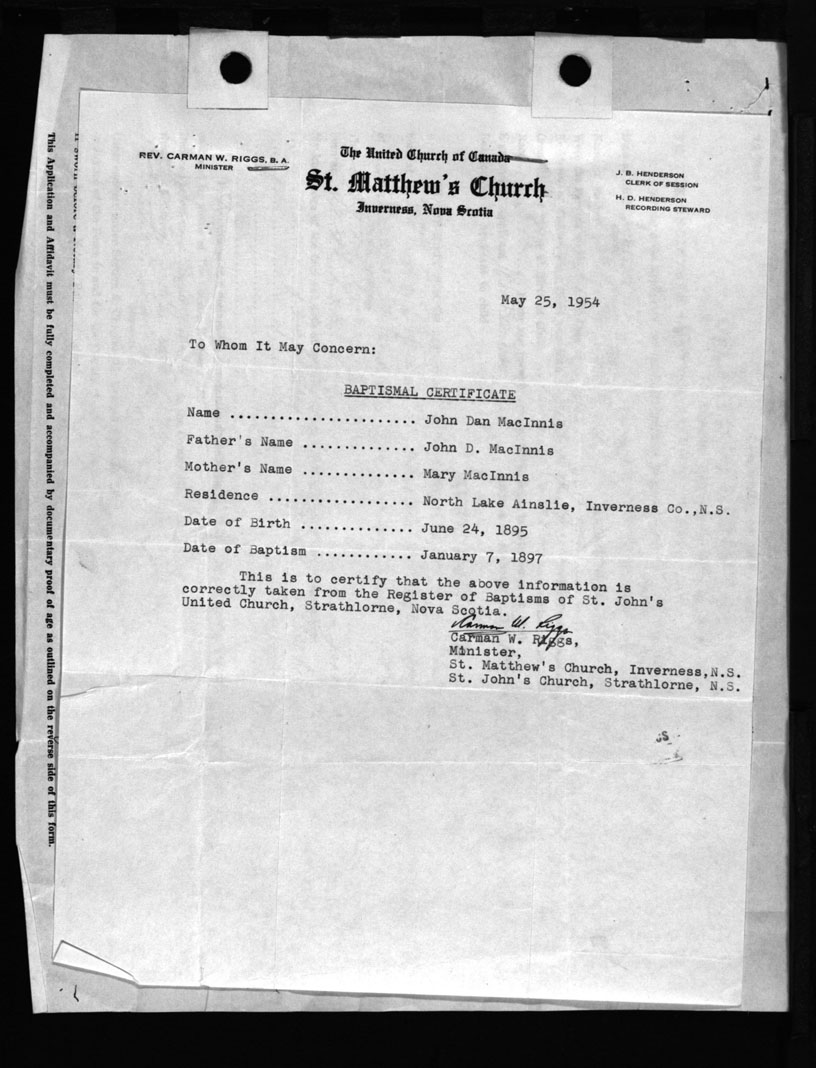 REV. CARMAN W. RIGGS, B. A.
MINISTER
The United Church of Canada
St. Matthew's Church
Inverness, Nova Scotia
J. B. HENDERSON
CLERK OF SESSION
H. D. HENDERSON
RECORDING STEWARD
May 25, 1954
To Whom It May Concern:
BAPTISMAL CERTIFICATE
Name ....................... John Dan MacInnis
Father's Name .............. John D. MacInnis
Mother's Name .............. Mary MacInnis
Residence .................. North Lake Ainslie, Inverness Co.,N.S.
Date of Birth .............. June 24, 1895
Date of Baptism ............ January 7, 1897
This is to certify that the above information is
correctly taken from the Register of Baptisms of St. John's
United Church, Strathlorne, Nova Scotia.
Carman W. Riggs
Carman W. Riggs,
Minister,
St. Matthew's Church, Inverness,N.S.
St. John's Church, Strathlorne, N.S.
This Application and Affidavit must be fully completed and accompanied by documentary proof of age as outlined on the reverse side of this form.